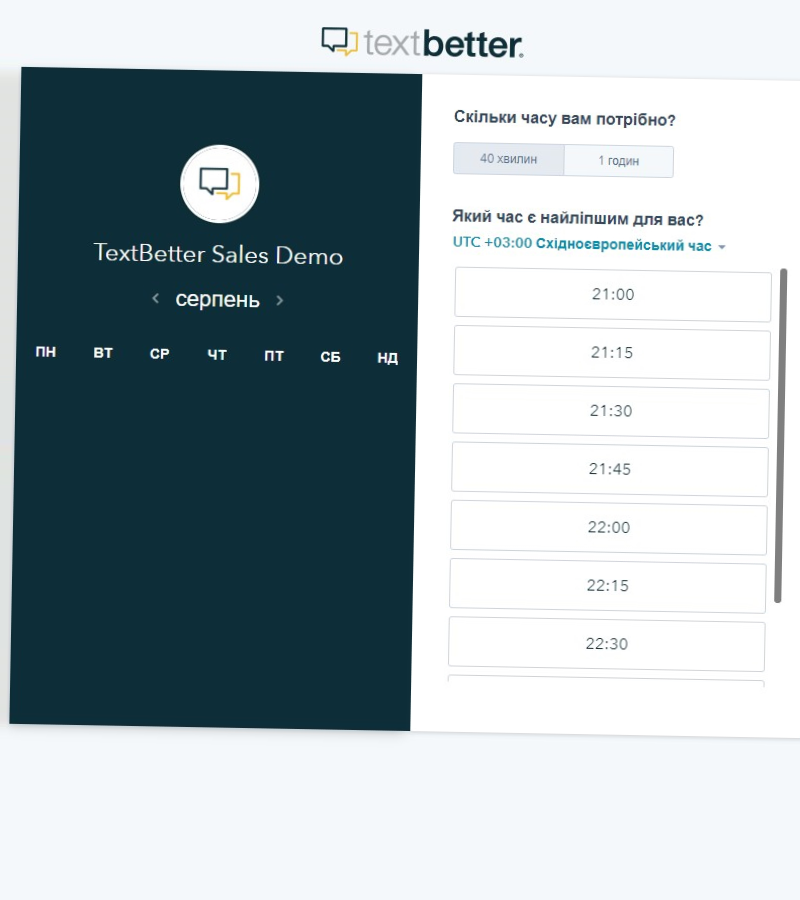 textbetter.
TextBetter Sales Demo
серпень
ПН ВТ СР ЧТ ПТ СБ НД
Скільки часу вам потрібно?
40 хвилин 1 годин
Який час є найліпшим для вас?
UTC +03:00 Східноєвропейський час
21:00
21:15
21:30
21:45
22:00
22:15
22:30